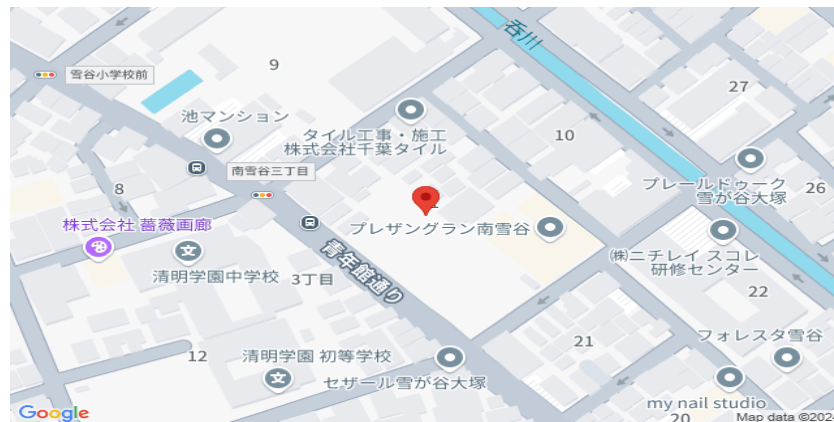 呑川
9
雪谷小学校前
27
池マンション
タイル工事・施工
株式会社千葉タイル
10
南雪谷三丁目
プレールドゥーク
雪が谷大塚
26
8
株式会社 薔薇画廊
プレザングラン南雪谷
清明学園中学校
3丁目
青年館通り
㈱ニチレイ スコレ
研修センター
22
21
フォレスタ雪谷
12
清明学園 初等学校
セザール雪が谷大塚
my nail studio
20
Google
Map data ©2024